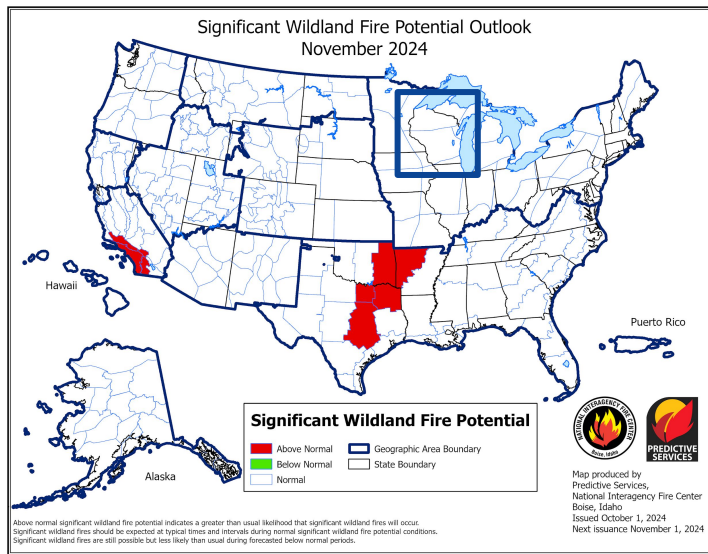 Significant Wildland Fire Potential Outlook
November 2024
Hawaii
Puerto Rico
Alaska
Significant Wildland Fire Potential
Above Normal
Below Normal
Normal
Geographic Area Boundary
State Boundary
NATIONAL INTERAGENCY FIRE CENTER
Boise, Idaho
PREDICTIVE
SERVICES
Map produced by
Predictive Services,
National Interagency Fire Center
Boise, Idaho
Issued October 1, 2024
Next issuance November 1, 2024
Above normal significant wildland fire potential indicates a greater than usual likelihood that significant wildland fires will occur.
Significant wildland fires should be expected at typical times and intervals during normal significant wildland fire potential conditions.
Significant wildland fires are still possible but less likely than usual during forecasted below normal periods.